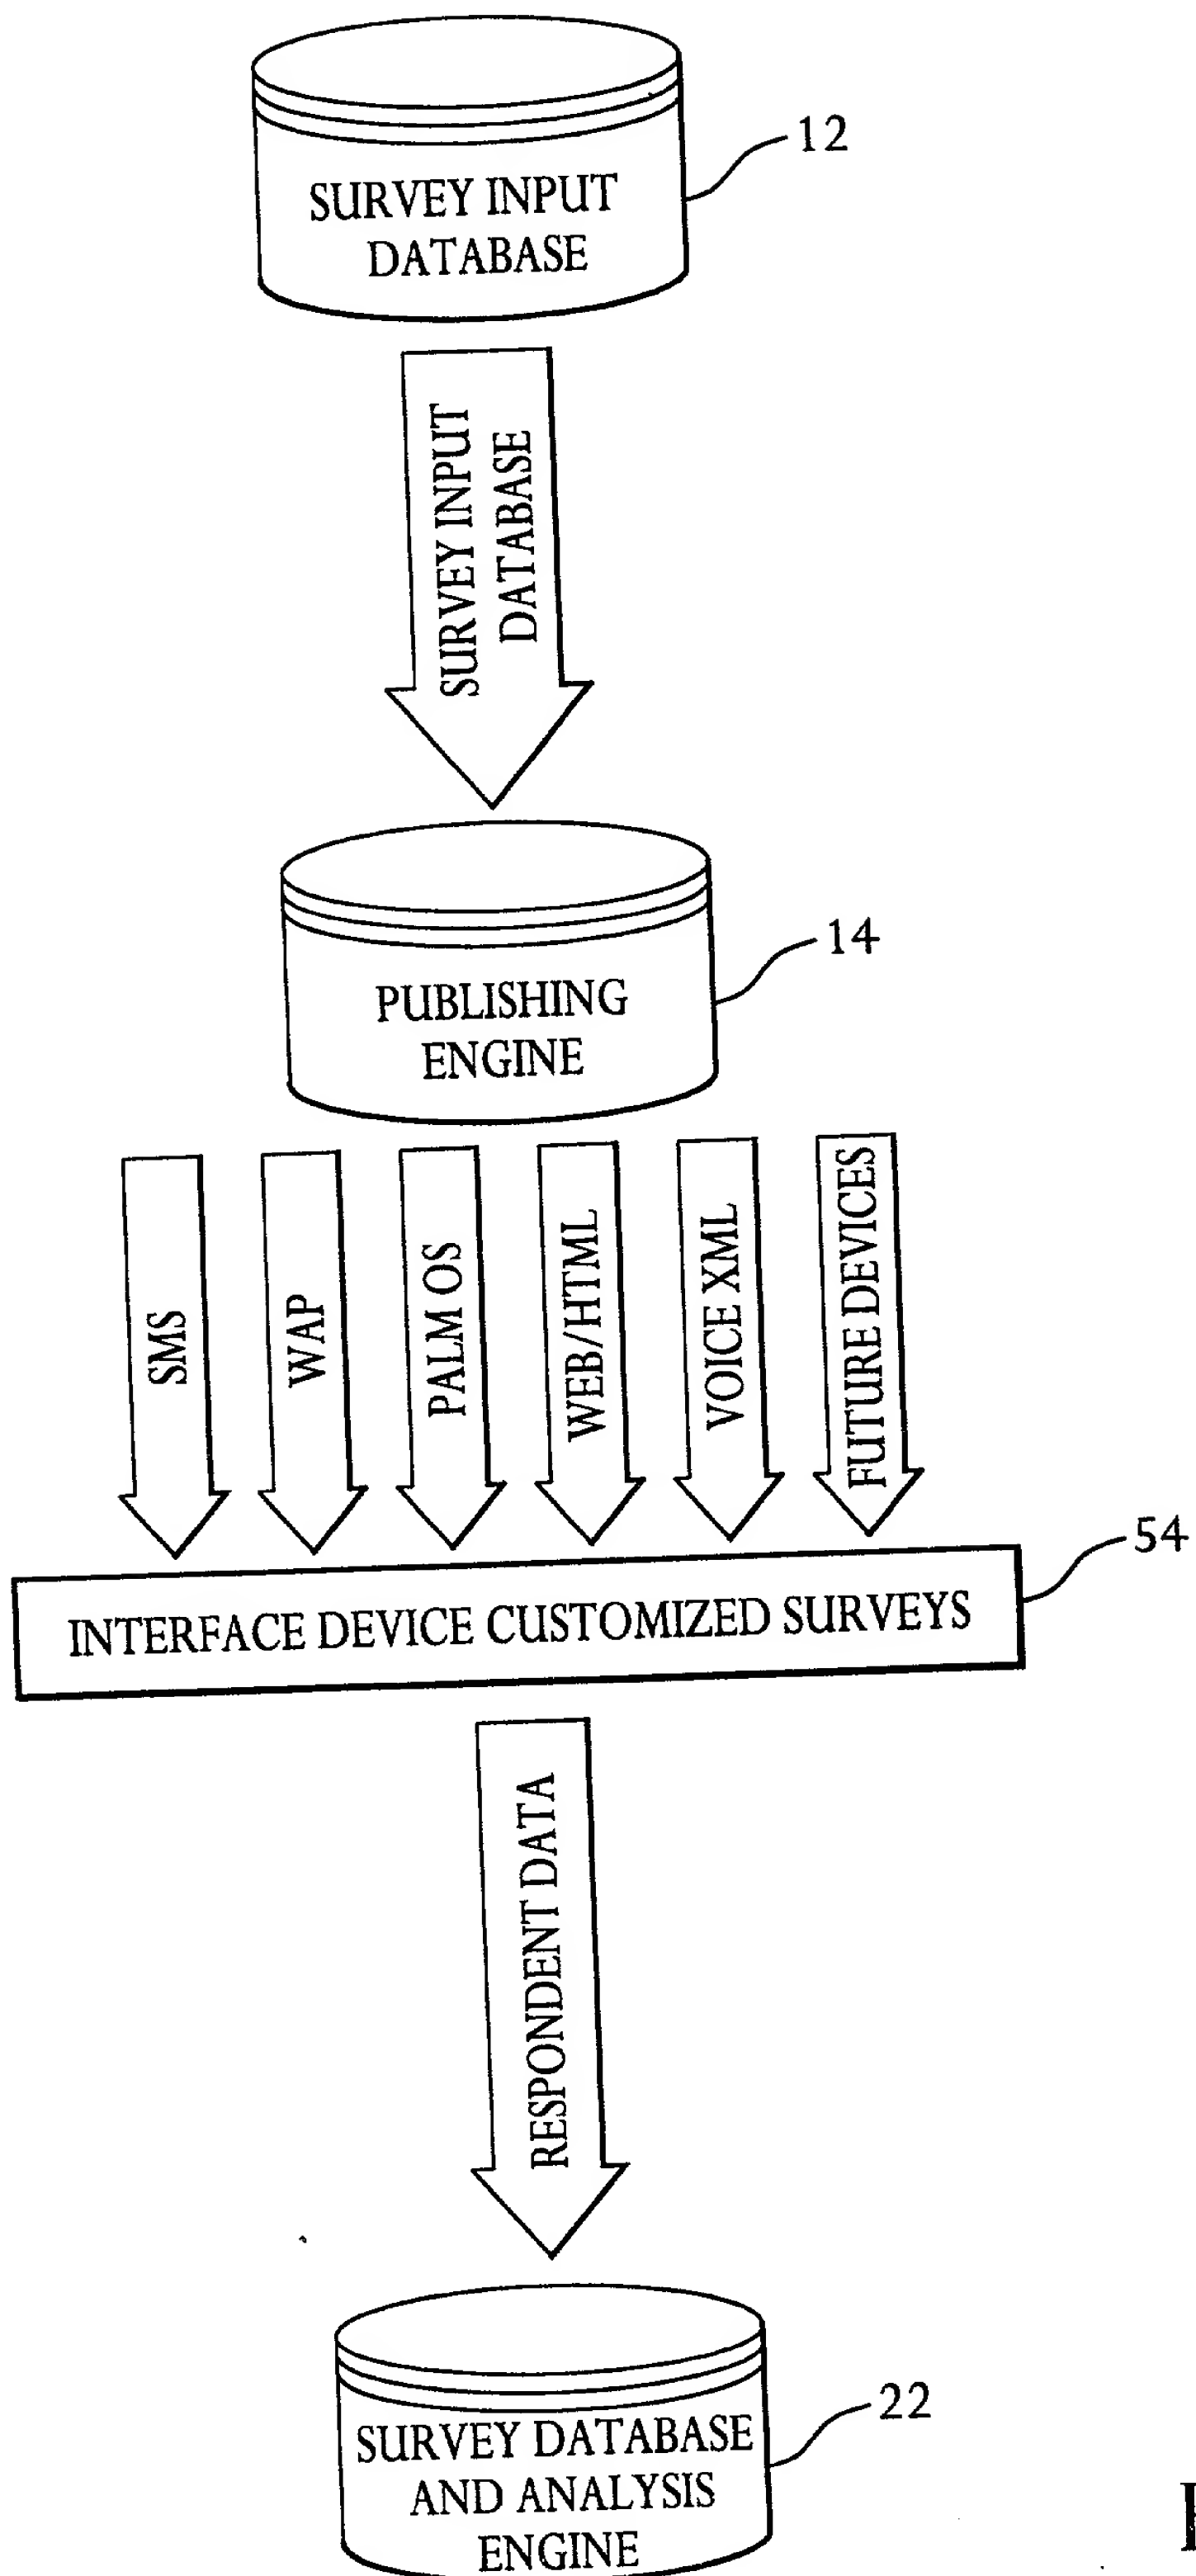 12
SURVEY INPUT
DATABASE
SURVEY INPUT
DATABASE
14
PUBLISHING
ENGINE
SMS
WAP
PALM OS
WEB/HTML
VOICE XML
FUTURE DEVICES
54
INTERFACE DEVICE CUSTOMIZED SURVEYS
RESPONDENT DATA
22
SURVEY DATABASE
AND ANALYSIS
ENGINE